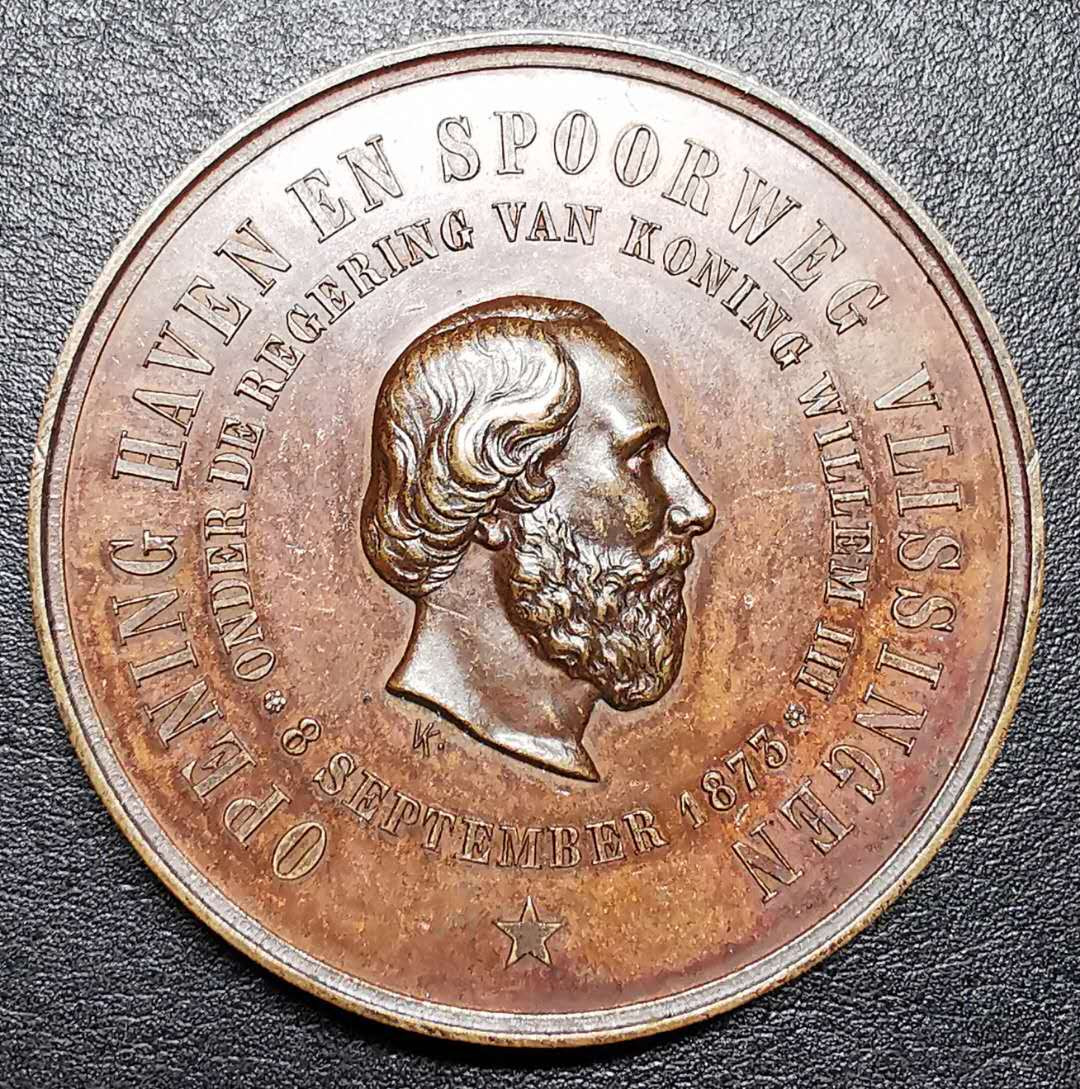 OPENING HAVEN EN SPOORWEG VLISSINGEN
ONDER DE REGERING VAN KONING WILLEM III
8 SEPTEMBER 1873